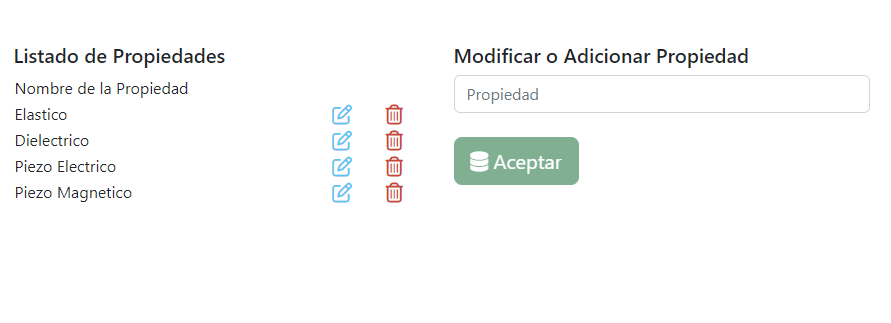 Listado de Propiedades
Nombre de la Propiedad
Elastico
Dielectrico
Piezo Electrico
Piezo Magnetico
Modificar o Adicionar Propiedad
Propiedad
Aceptar